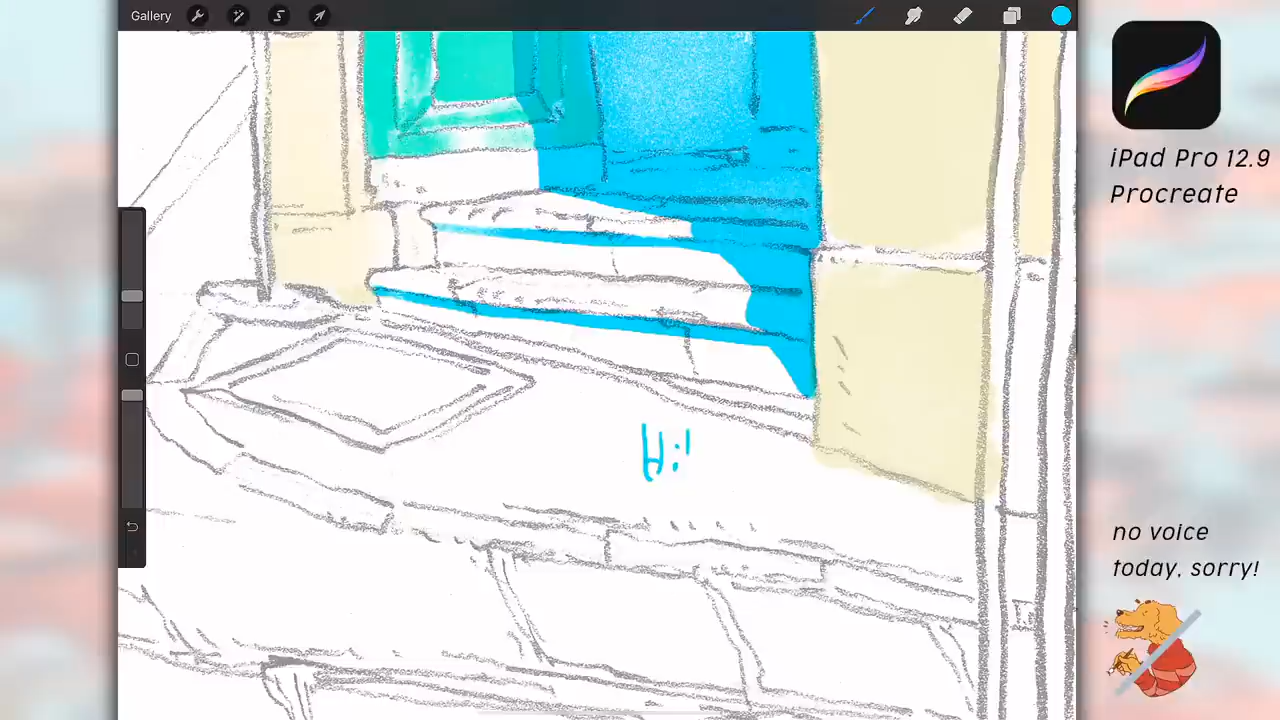 Gallery
iPad Pro 12.9
Procreate
Hi!
no voice
today, sorry!